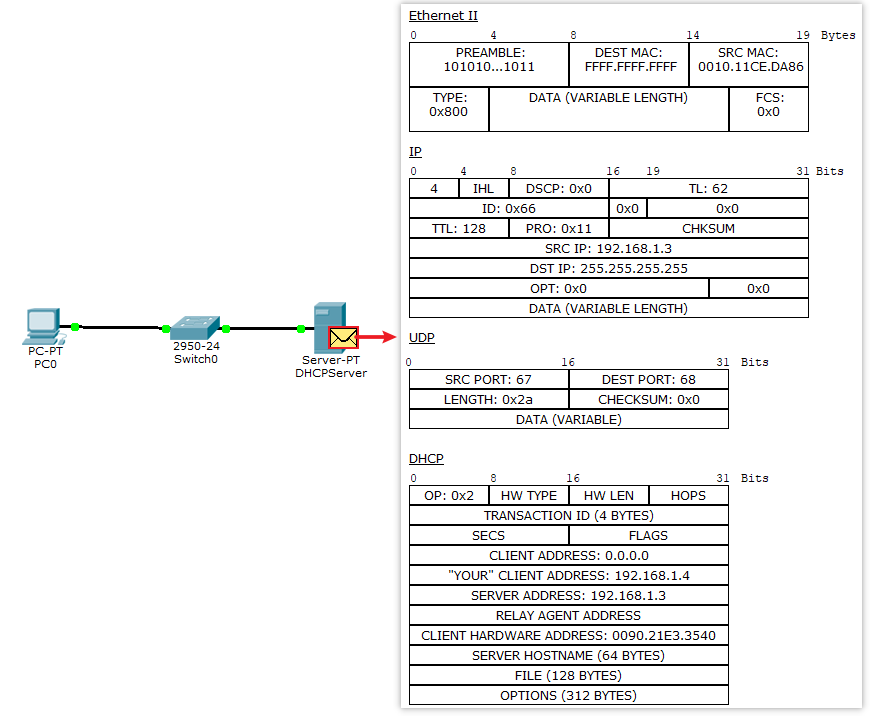 Ethernet II
0 4 8 14 19 Bytes
PREAMBLE: DEST MAC: SRC MAC:
101010...1011 FFFF.FFFF.FFFF 0010.11CE.DA86
TYPE: DATA (VARIABLE LENGTH) FCS:
0x800 0x0
IP
0 4 8 16 19 31 Bits
4 IHL DSCP: 0x0 TL: 62
ID: 0x66 0x0 0x0
TTL: 128 PRO: 0x11 CHKSUM
SRC IP: 192.168.1.3
DST IP: 255.255.255.255
OPT: 0x0 0x0
DATA (VARIABLE LENGTH)
PC-PT
PC0
2950-24
Switch0
Server-PT
DHCPServer
UDP
0 16 31 Bits
SRC PORT: 67 DEST PORT: 68
LENGTH: 0x2a CHECKSUM: 0x0
DATA (VARIABLE)
DHCP
0 8 16 31 Bits
OP: 0x2 HW TYPE HW LEN HOPS
TRANSACTION ID (4 BYTES)
SECS FLAGS
CLIENT ADDRESS: 0.0.0.0
"YOUR" CLIENT ADDRESS: 192.168.1.4
SERVER ADDRESS: 192.168.1.3
RELAY AGENT ADDRESS
CLIENT HARDWARE ADDRESS: 0090.21E3.3540
SERVER HOSTNAME (64 BYTES)
FILE (128 BYTES)
OPTIONS (312 BYTES)